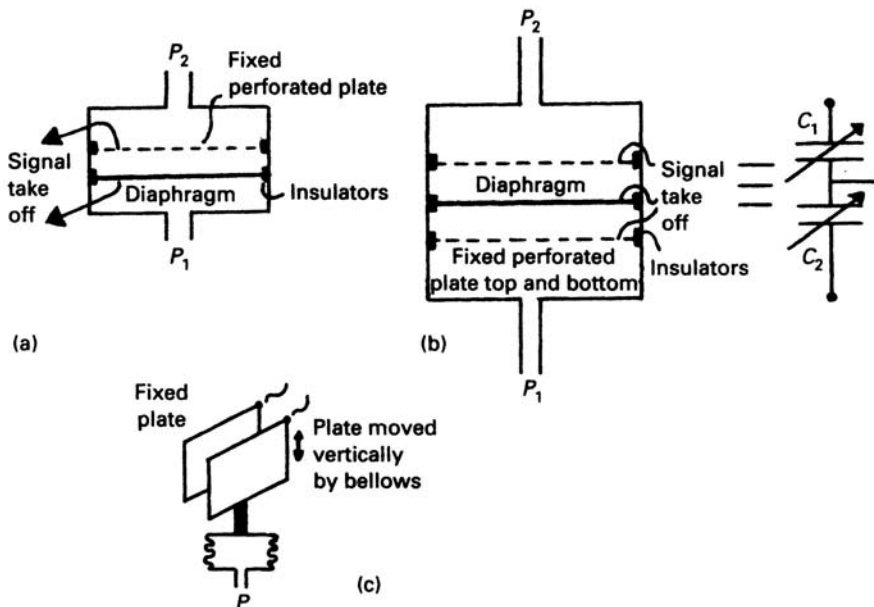 P2
Fixed
perforated plate
Signal
take
off
Diaphragm
Insulators
P1
(a)
P2
Diaphragm
Signal
take
off
Fixed perforated
plate top and bottom
Insulators
P1
(b)
C1
C2
Fixed
plate
Plate moved
vertically
by bellows
P
(c)